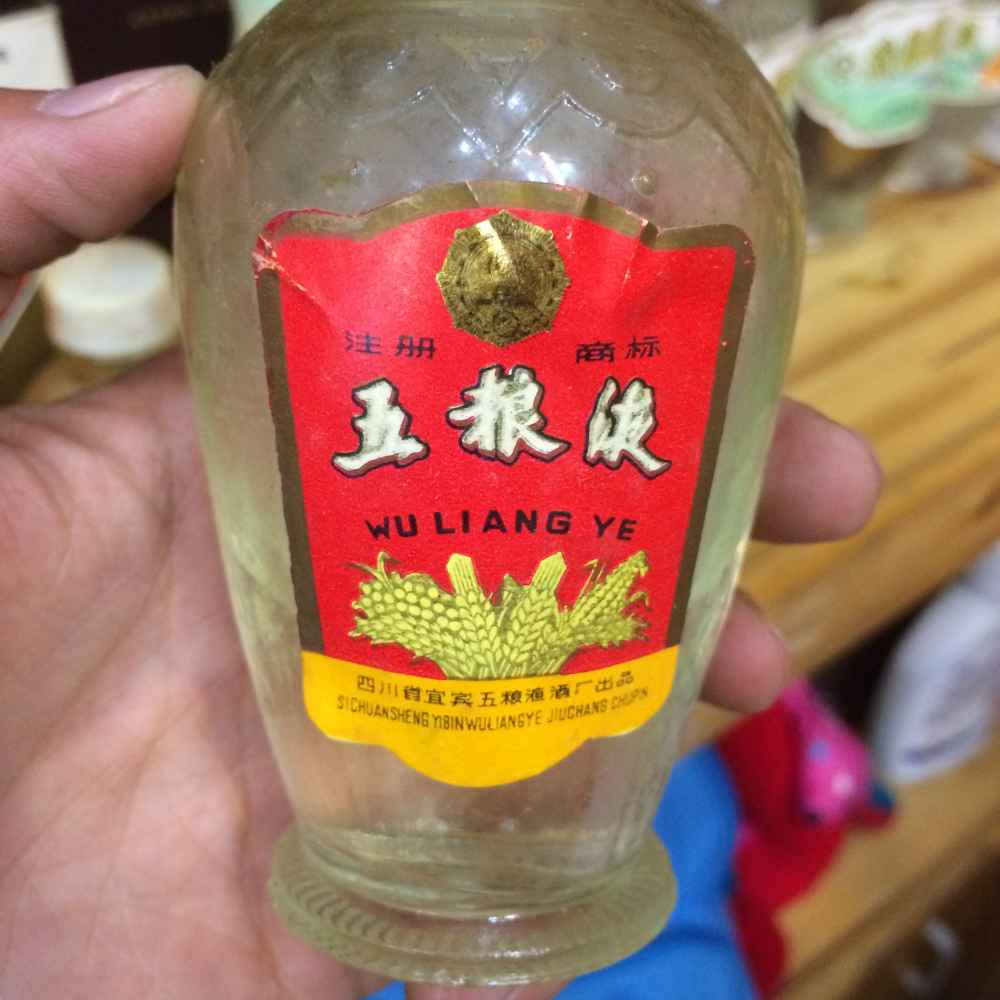 注册 商标
五粮液
WU LIANG YE
四川省宜宾五粮液酒厂出品
SICHUANSHENG YIBINWULIANGYE JIUCHANG CHUPIN